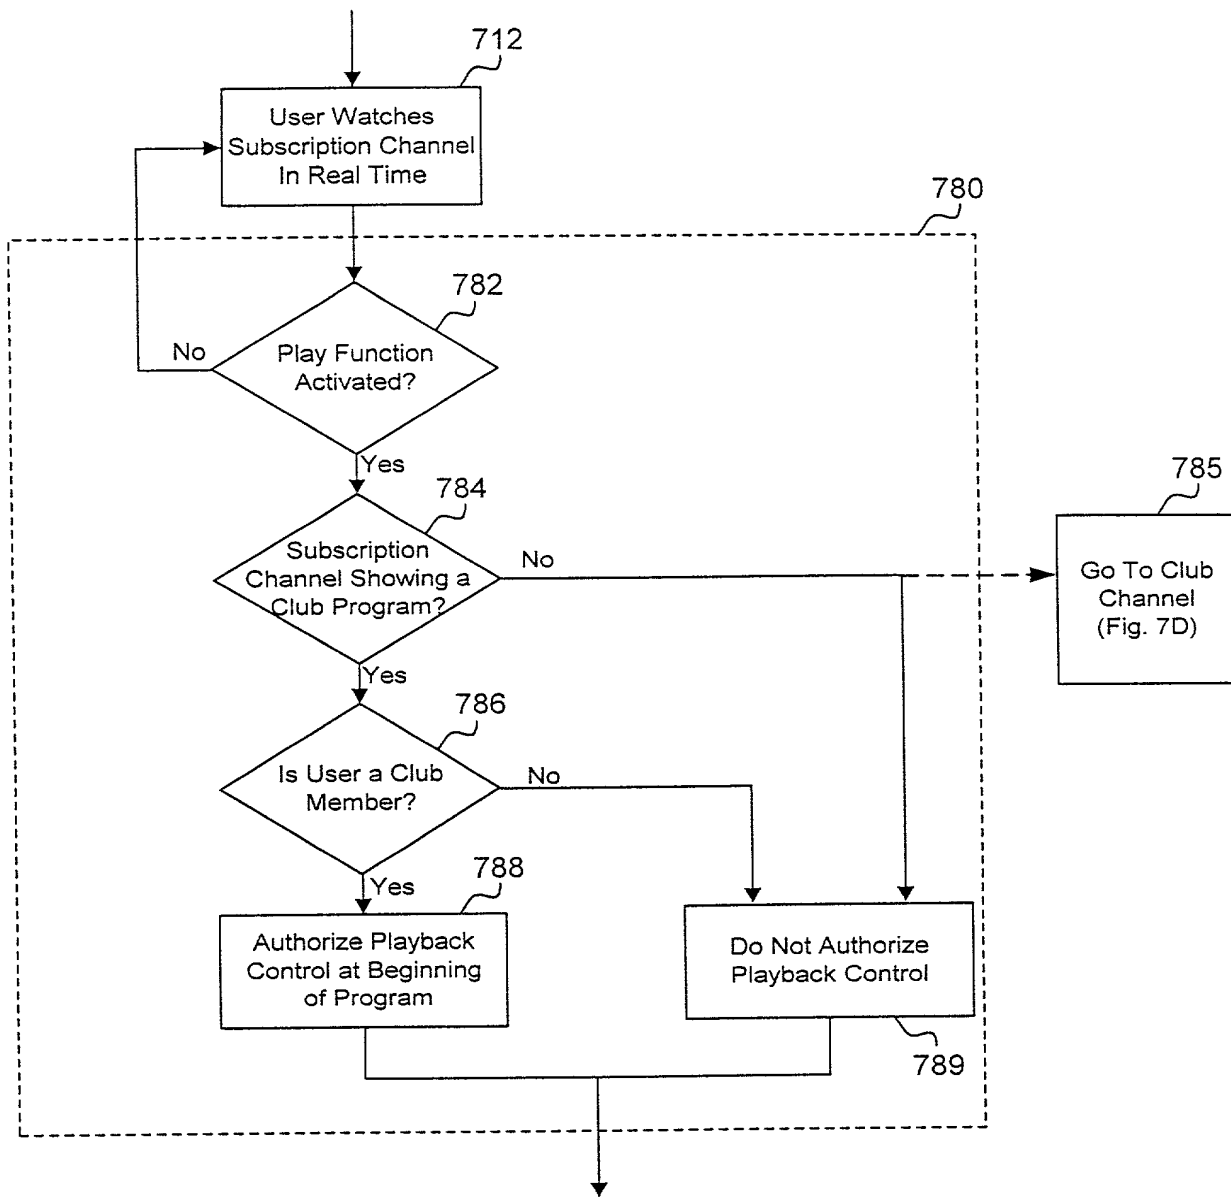 712
User Watches
Subscription Channel
In Real Time
780
782
No
Play Function
Activated?
Yes
784
785
Subscription
Channel Showing a
Club Program?
No
Go To Club
Channel
(Fig. 7D)
Yes
786
Is User a Club
Member?
No
Yes
788
Authorize Playback
Control at Beginning
of Program
Do Not Authorize
Playback Control
789